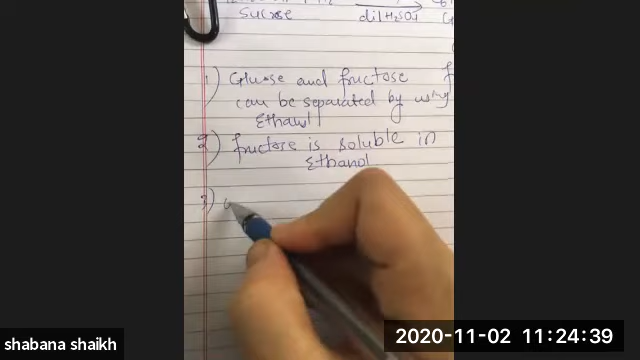 Sucrose
dil H₂SO₄
1) Glucose and fructose
can be separated by using
Ethanol
2) fructose is soluble in
Ethanol
3)
shabana shaikh
2020-11-02 11:24:39